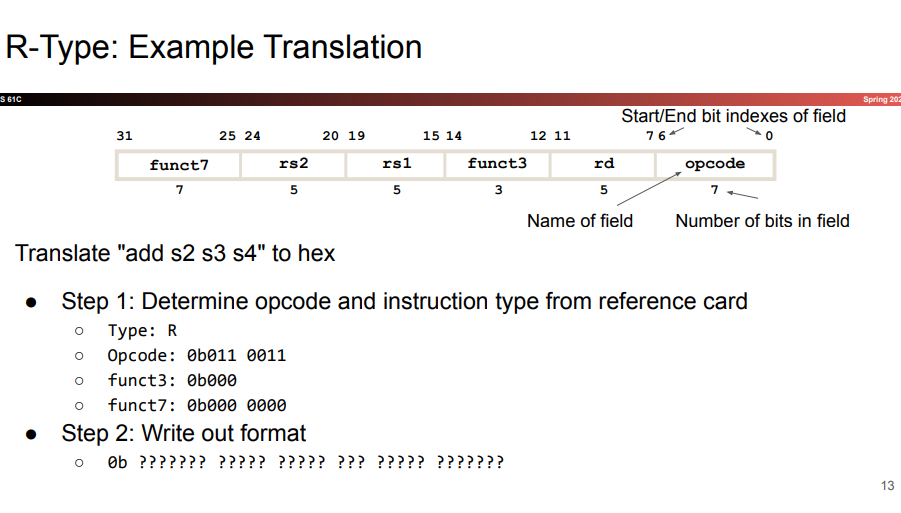 R-Type: Example Translation
S 61C
Spring 202
Start/End bit indexes of field
31 25 24 20 19 15 14 12 11 7 6 0
funct7 rs2 rs1 funct3 rd opcode
7 5 5 3 5 7
Name of field Number of bits in field
Translate "add s2 s3 s4" to hex
● Step 1: Determine opcode and instruction type from reference card
○ Type: R
○ Opcode: 0b011 0011
○ funct3: 0b000
○ funct7: 0b000 0000
● Step 2: Write out format
○ 0b ??????? ????? ????? ??? ????? ???????
13